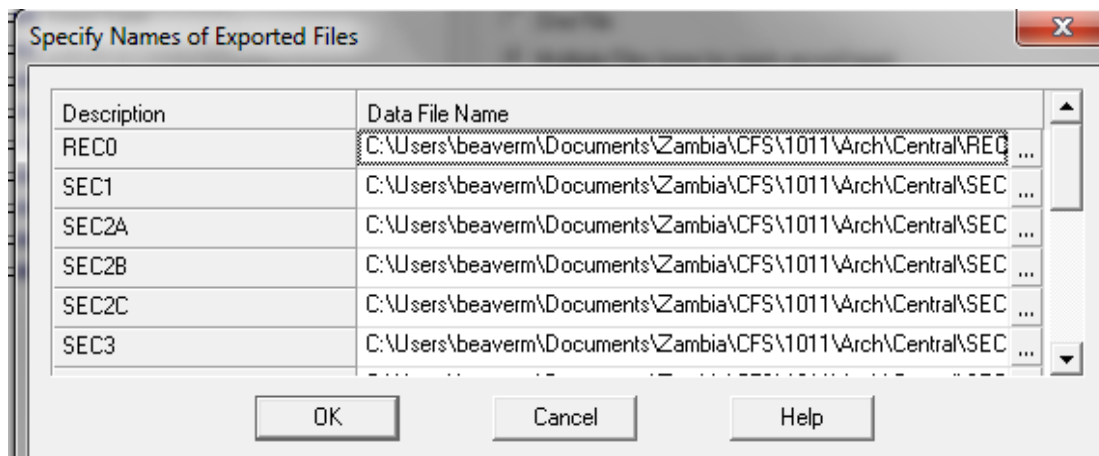 Specify Names of Exported Files
Description Data File Name
REC0 C:\Users\beaverm\Documents\Zambia\CFS\1011\Arch\Central\REC ...
SEC1 C:\Users\beaverm\Documents\Zambia\CFS\1011\Arch\Central\SEC ...
SEC2A C:\Users\beaverm\Documents\Zambia\CFS\1011\Arch\Central\SEC ...
SEC2B C:\Users\beaverm\Documents\Zambia\CFS\1011\Arch\Central\SEC ...
SEC2C C:\Users\beaverm\Documents\Zambia\CFS\1011\Arch\Central\SEC ...
SEC3 C:\Users\beaverm\Documents\Zambia\CFS\1011\Arch\Central\SEC ...
OK Cancel Help